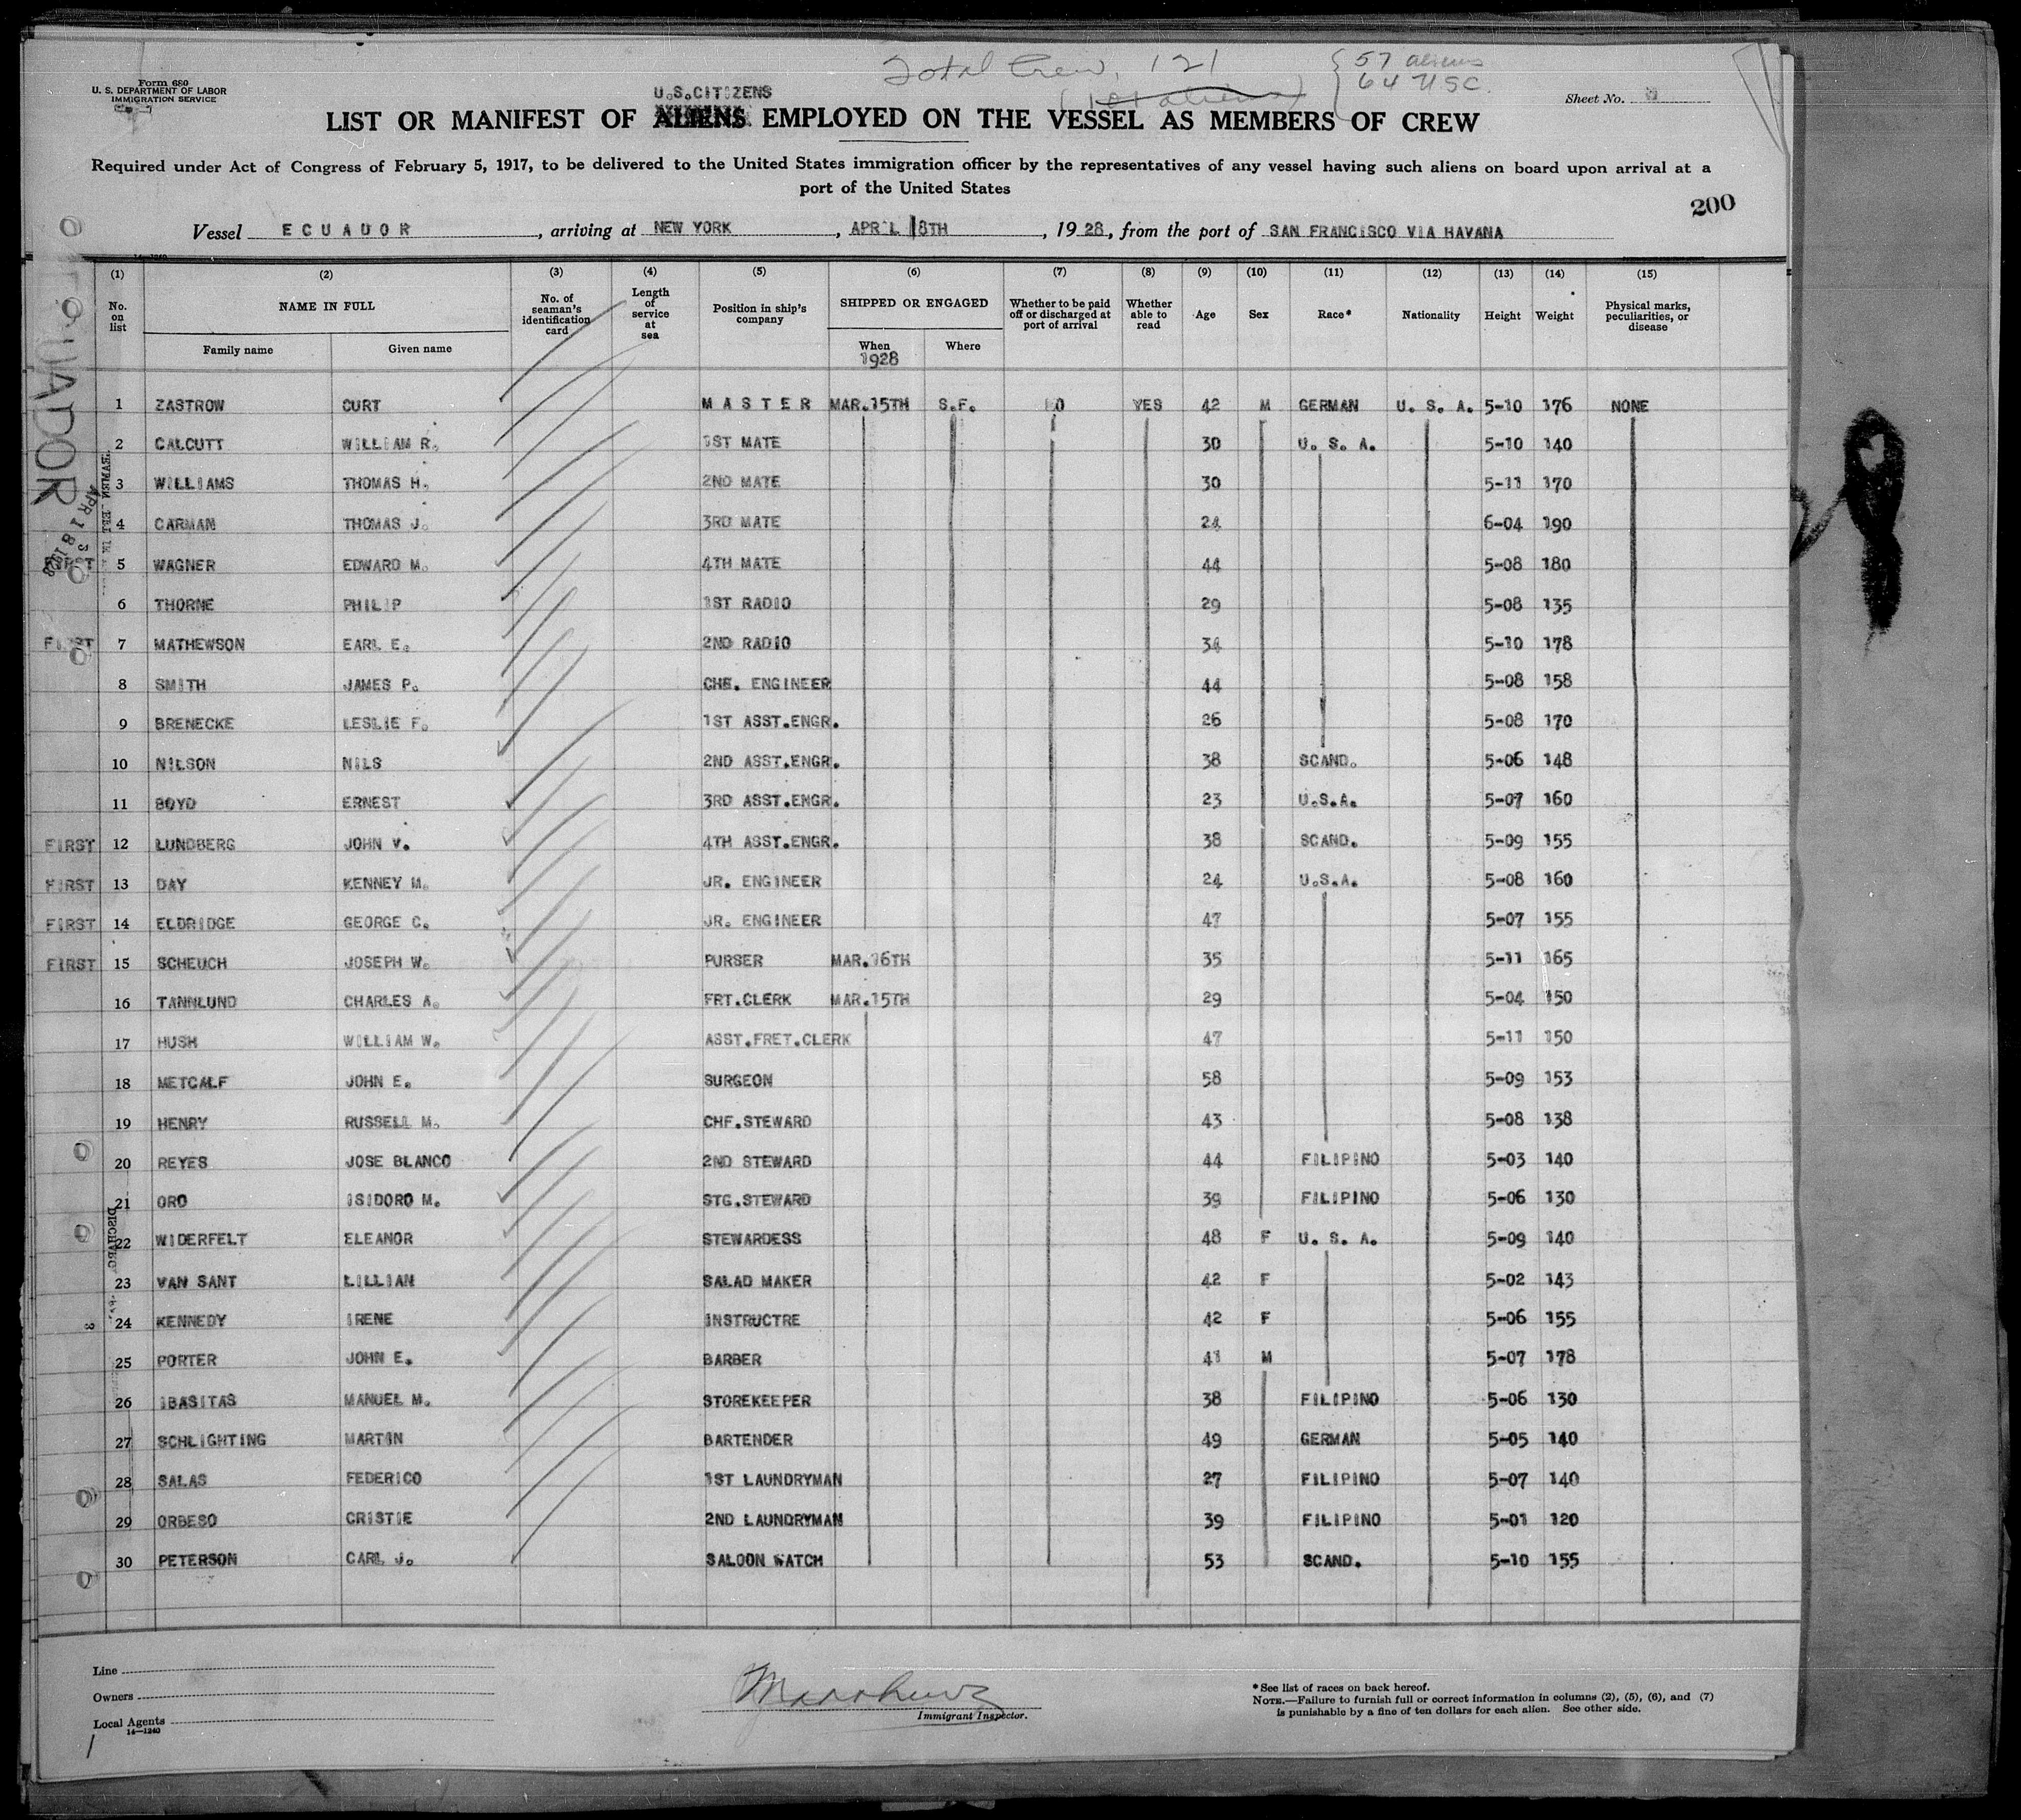 Total Crew, 121
{ 57 aliens
64 USC.
Form 680
U. S. DEPARTMENT OF LABOR
IMMIGRATION SERVICE
Sheet No.
U.S.CITIZENS
LIST OR MANIFEST OF ALIENS EMPLOYED ON THE VESSEL AS MEMBERS OF CREW
Required under Act of Congress of February 5, 1917, to be delivered to the United States immigration officer by the representatives of any vessel having such aliens on board upon arrival at a
port of the United States
200
Vessel ECUADOR, arriving at NEW YORK, APRIL 18TH, 1928, from the port of SAN FRANCISCO VIA HAVANA
(1) (2) (3) (4) (5) (6) (7) (8) (9) (10) (11) (12) (13) (14) (15)
No. on list NAME IN FULL No. of seaman's identification card Length of service at sea Position in ship's company SHIPPED OR ENGAGED Whether to be paid off or discharged at port of arrival Whether able to read Age Sex Race* Nationality Height Weight Physical marks, peculiarities, or disease
Family name Given name When Where
1928
1 ZASTROW CURT MASTER MAR.15TH S.F. NO YES 42 M GERMAN U. S. A. 5-10 176 NONE
2 CALCUTT WILLIAM R. 1ST MATE 30 U. S. A. 5-10 140
3 WILLIAMS THOMAS H. 2ND MATE 30 5-11 170
4 CARMAN THOMAS J. 3RD MATE 24 6-04 190
FIRST 5 WAGNER EDWARD M. 4TH MATE 44 5-08 180
6 THORNE PHILIP 1ST RADIO 29 5-08 135
FIRST 7 MATHEWSON EARL E. 2ND RADIO 34 5-10 178
8 SMITH JAMES P. CHE. ENGINEER 44 5-08 158
9 BRENECKE LESLIE F. 1ST ASST.ENGR. 26 5-08 170
10 NILSON NILS 2ND ASST.ENGR. 38 SCAND. 5-06 148
11 BOYD ERNEST 3RD ASST.ENGR. 23 U.S.A. 5-07 160
FIRST 12 LUNDBERG JOHN V. 4TH ASST.ENGR. 38 SCAND. 5-09 155
FIRST 13 DAY KENNEY M. JR. ENGINEER 24 U.S.A. 5-08 160
FIRST 14 ELDRIDGE GEORGE C. JR. ENGINEER 47 5-07 155
FIRST 15 SCHEUCH JOSEPH W. PURSER MAR.16TH 35 5-11 165
16 TANNLUND CHARLES A. FRT.CLERK MAR.15TH 29 5-04 150
17 HUSH WILLIAM W. ASST.FRET.CLERK 47 5-11 150
18 METCALF JOHN E. SURGEON 58 5-09 153
19 HENRY RUSSELL M. CHF.STEWARD 43 5-08 138
20 REYES JOSE BLANCO 2ND STEWARD 44 FILIPINO 5-03 140
21 ORO ISIDORO M. STG.STEWARD 39 FILIPINO 5-06 130
22 WIDERFELT ELEANOR STEWARDESS 48 F U. S. A. 5-09 140
23 VAN SANT LILLIAN SALAD MAKER 42 F 5-02 143
24 KENNEDY IRENE INSTRUCTRE 42 F 5-06 155
25 PORTER JOHN E. BARBER 41 M 5-07 178
26 IBASITAS MANUEL M. STOREKEEPER 38 FILIPINO 5-06 130
27 SCHLIGHTING MARTIN BARTENDER 49 GERMAN 5-05 140
28 SALAS FEDERICO 1ST LAUNDRYMAN 27 FILIPINO 5-07 140
29 ORBESO CRISTIE 2ND LAUNDRYMAN 39 FILIPINO 5-01 120
30 PETERSON CARL J. SALOON WATCH 53 SCAND. 5-10 155
Line
Owners
Local Agents
14—1240
Immigrant Inspector.
*See list of races on back hereof.
NOTE.—Failure to furnish full or correct information in columns (2), (5), (6), and (7)
is punishable by a fine of ten dollars for each alien. See other side.